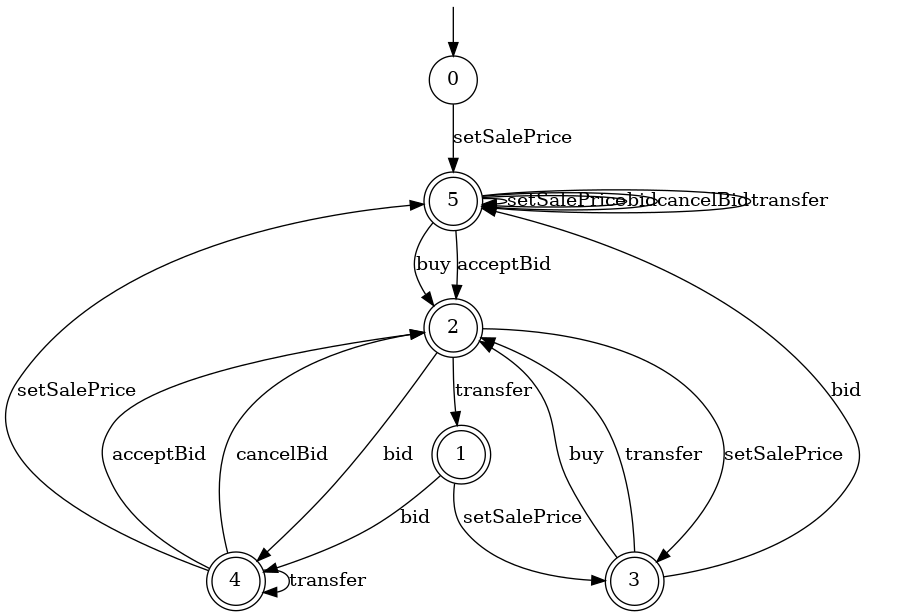 0
setSalePrice
5
setSalePrice
bid
cancelBid
transfer
buy
acceptBid
2
setSalePrice
transfer
bid
acceptBid
cancelBid
bid
1
buy
transfer
setSalePrice
bid
setSalePrice
4
transfer
3